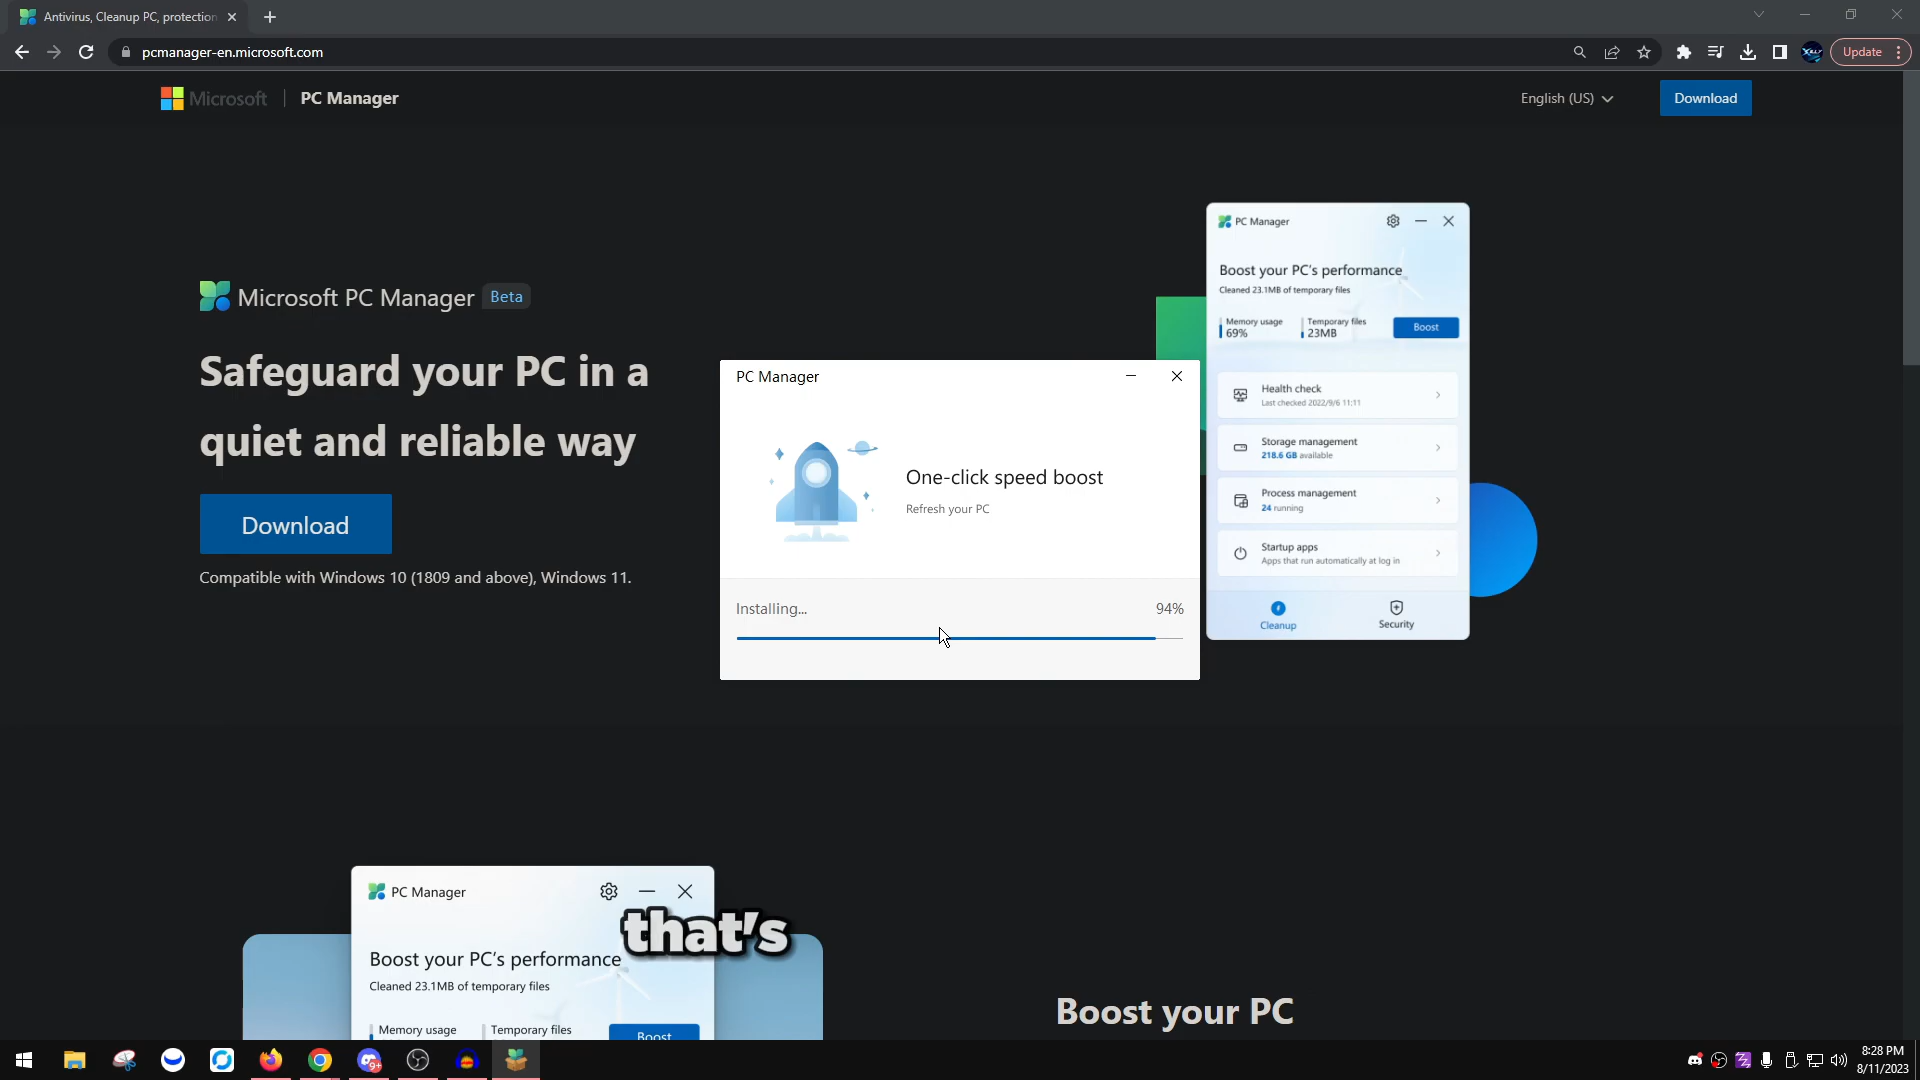 Antivirus, Cleanup PC, protection
pcmanager-en.microsoft.com
Update
Microsoft
PC Manager
English (US)
Download
Microsoft PC Manager
Beta
Safeguard your PC in a
quiet and reliable way
Download
Compatible with Windows 10 (1809 and above), Windows 11.
PC Manager
Boost your PC's performance
Cleaned 23.1MB of temporary files
Memory usage
69%
Temporary files
23MB
Boost
Health check
Last checked 2022/9/6 11:11
Storage management
218.6 GB available
Process management
24 running
Startup apps
Apps that run automatically at log in
Cleanup
Security
PC Manager
One-click speed boost
Refresh your PC
Installing...
94%
PC Manager
that's
Boost your PC's performance
Cleaned 23.1MB of temporary files
Memory usage
Temporary files
Boost
Boost your PC
9+
8:28 PM
8/11/2023